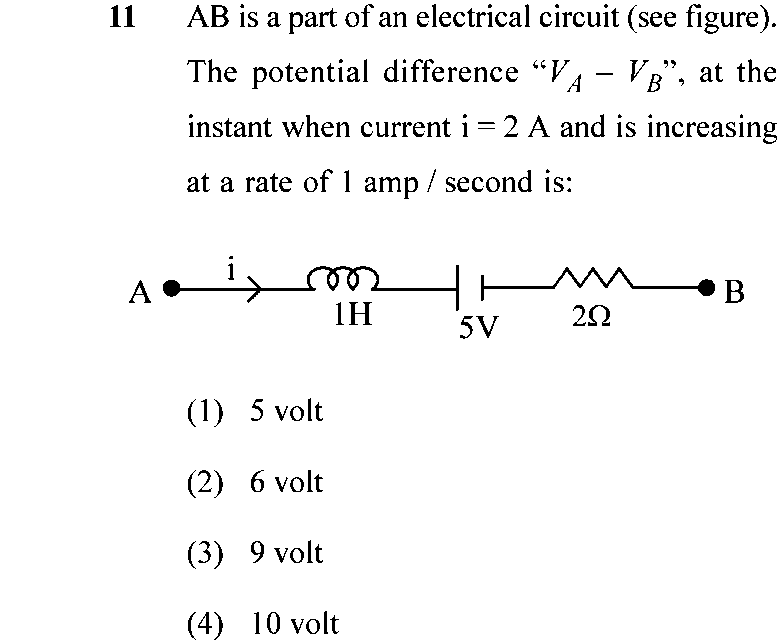 11 AB is a part of an electrical circuit (see figure).
The potential difference “V_A – V_B”, at the
instant when current i = 2 A and is increasing
at a rate of 1 amp / second is:
i
A B
1H 5V 2Ω
(1) 5 volt
(2) 6 volt
(3) 9 volt
(4) 10 volt